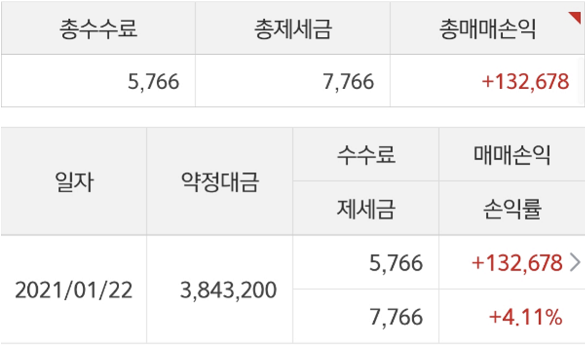 총수수료 총제세금 총매매손익
5,766 7,766 +132,678
일자 약정대금 수수료 매매손익
제세금 손익률
2021/01/22 3,843,200 5,766 +132,678
7,766 +4.11%